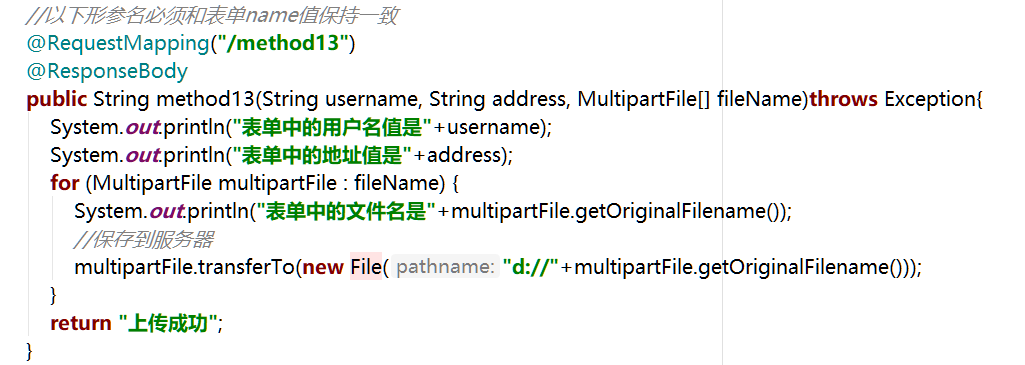 //以下形参名必须和表单name值保持一致
@RequestMapping("/method13")
@ResponseBody
public String method13(String username, String address, MultipartFile[] fileName)throws Exception{
System.out.println("表单中的用户名值是"+username);
System.out.println("表单中的地址值是"+address);
for (MultipartFile multipartFile : fileName) {
System.out.println("表单中的文件名是"+multipartFile.getOriginalFilename());
//保存到服务器
multipartFile.transferTo(new File( pathname: "d://"+multipartFile.getOriginalFilename()));
}
return "上传成功";
}